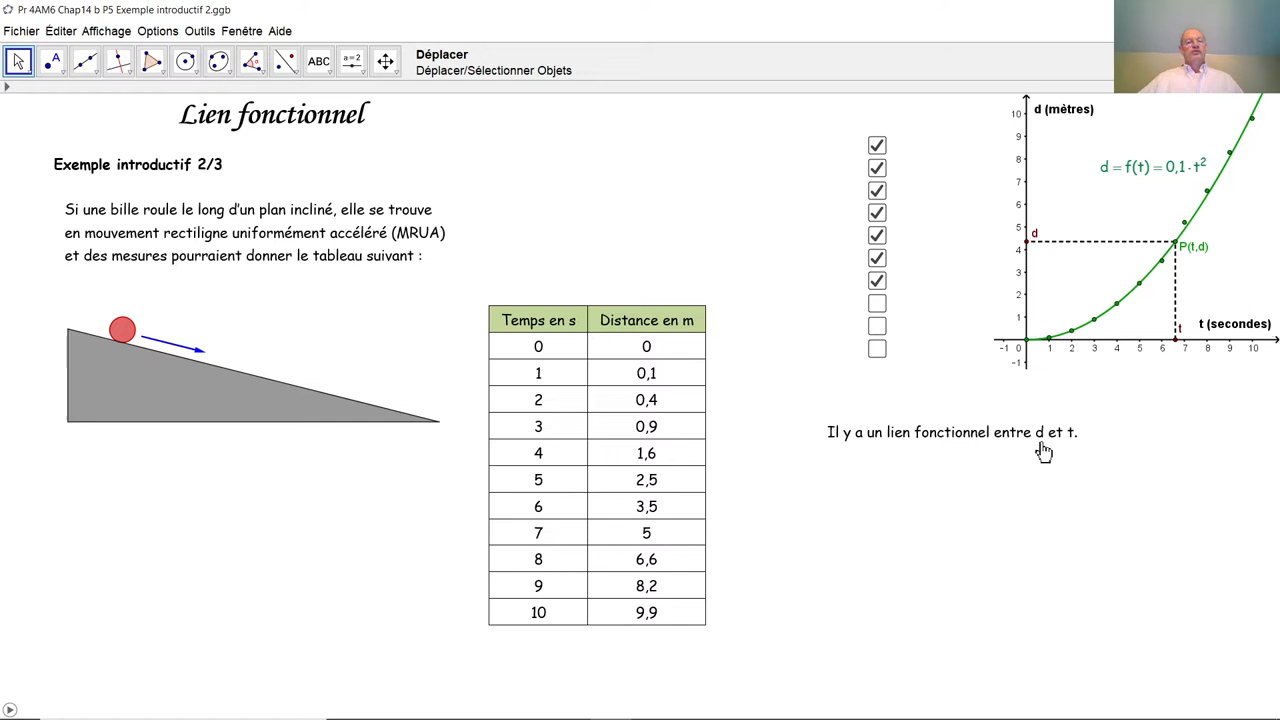 Pr 4AM6 Chap14 b P5 Exemple introductif 2.ggb
Fichier Éditer Affichage Options Outils Fenêtre Aide
A
ABC
a=2
Déplacer
Déplacer/Sélectionner Objets
Lien fonctionnel
Exemple introductif 2/3
Si une bille roule le long d'un plan incliné, elle se trouve
en mouvement rectiligne uniformément accéléré (MRUA)
et des mesures pourraient donner le tableau suivant :
Temps en s Distance en m
0 0
1 0,1
2 0,4
3 0,9
4 1,6
5 2,5
6 3,5
7 5
8 6,6
9 8,2
10 9,9
d (mètres)
10
9
8
7
6
5
4
3
2
1
−1
d = f(t) = 0,1 · t²
d
P(t,d)
t
t (secondes)
−1 0 1 2 3 4 5 6 7 8 9 10
Il y a un lien fonctionnel entre d et t.